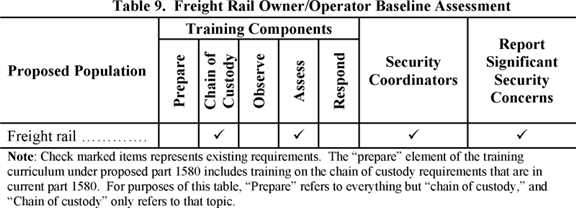 Table 9.  Freight Rail Owner/Operator Baseline Assessment
Proposed Population
Training Components
Prepare
Chain of
Custody
Observe
Assess
Respond
Security
Coordinators
Report
Significant
Security
Concerns
Freight rail ………….  ✓ ✓ ✓ ✓
Note: Check marked items represents existing requirements.  The “prepare” element of the training
curriculum under proposed part 1580 includes training on the chain of custody requirements that are in
current part 1580.  For purposes of this table, “Prepare” refers to everything but “chain of custody,” and
“Chain of custody” only refers to that topic.